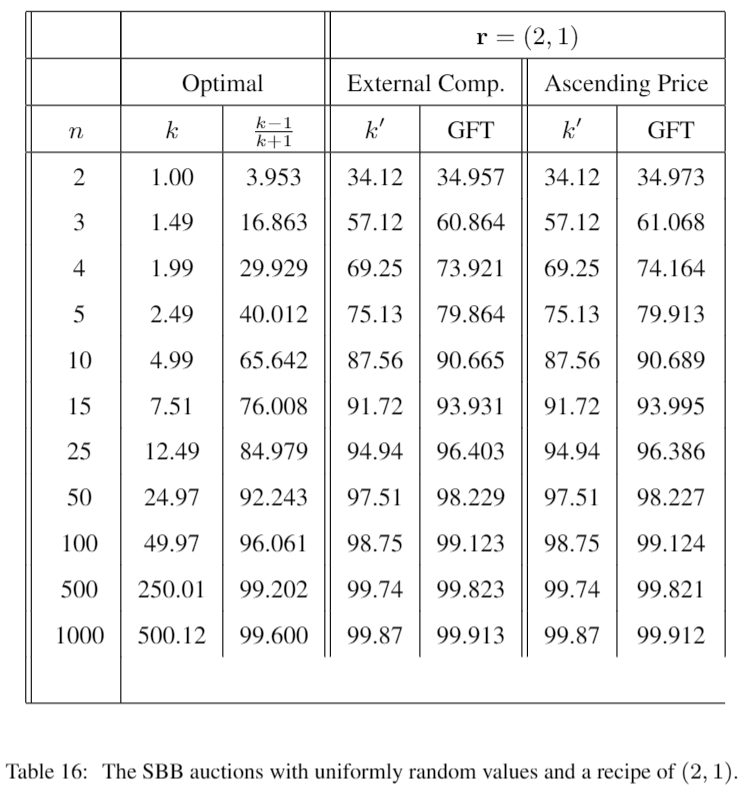 r = (2, 1)
Optimal External Comp. Ascending Price
n k k−1/k+1 k′ GFT k′ GFT
2 1.00 3.953 34.12 34.957 34.12 34.973
3 1.49 16.863 57.12 60.864 57.12 61.068
4 1.99 29.929 69.25 73.921 69.25 74.164
5 2.49 40.012 75.13 79.864 75.13 79.913
10 4.99 65.642 87.56 90.665 87.56 90.689
15 7.51 76.008 91.72 93.931 91.72 93.995
25 12.49 84.979 94.94 96.403 94.94 96.386
50 24.97 92.243 97.51 98.229 97.51 98.227
100 49.97 96.061 98.75 99.123 98.75 99.124
500 250.01 99.202 99.74 99.823 99.74 99.821
1000 500.12 99.600 99.87 99.913 99.87 99.912
Table 16: The SBB auctions with uniformly random values and a recipe of (2, 1).